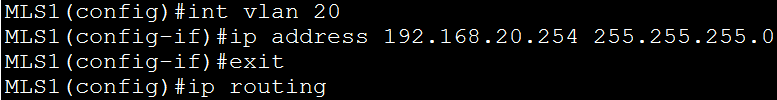 MLS1(config)#int vlan 20
MLS1(config-if)#ip address 192.168.20.254 255.255.255.0
MLS1(config-if)#exit
MLS1(config)#ip routing